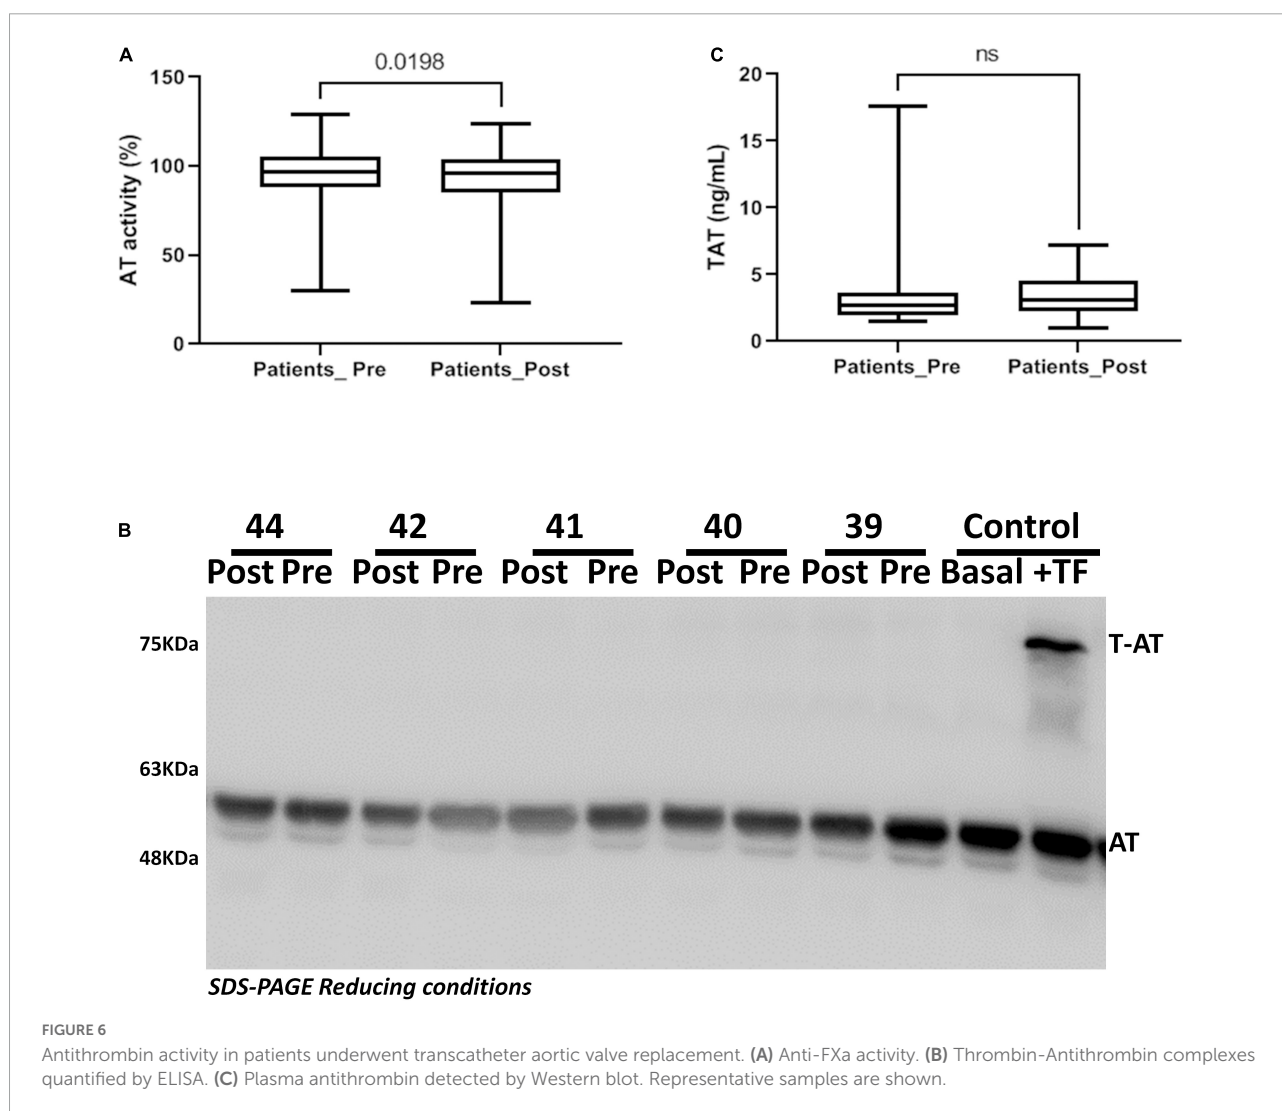 A
0.0198
150
100
50
0
AT activity (%)
Patients_ Pre
Patients_Post
C
ns
20
15
10
5
0
TAT (ng/mL)
Patients_Pre
Patients_Post
B
44 42 41 40 39 Control
Post Pre Post Pre Post Pre Post Pre Post Pre Basal +TF
75KDa
T-AT
63KDa
AT
48KDa
SDS-PAGE Reducing conditions
FIGURE 6
Antithrombin activity in patients underwent transcatheter aortic valve replacement. (A) Anti-FXa activity. (B) Thrombin-Antithrombin complexes
quantified by ELISA. (C) Plasma antithrombin detected by Western blot. Representative samples are shown.